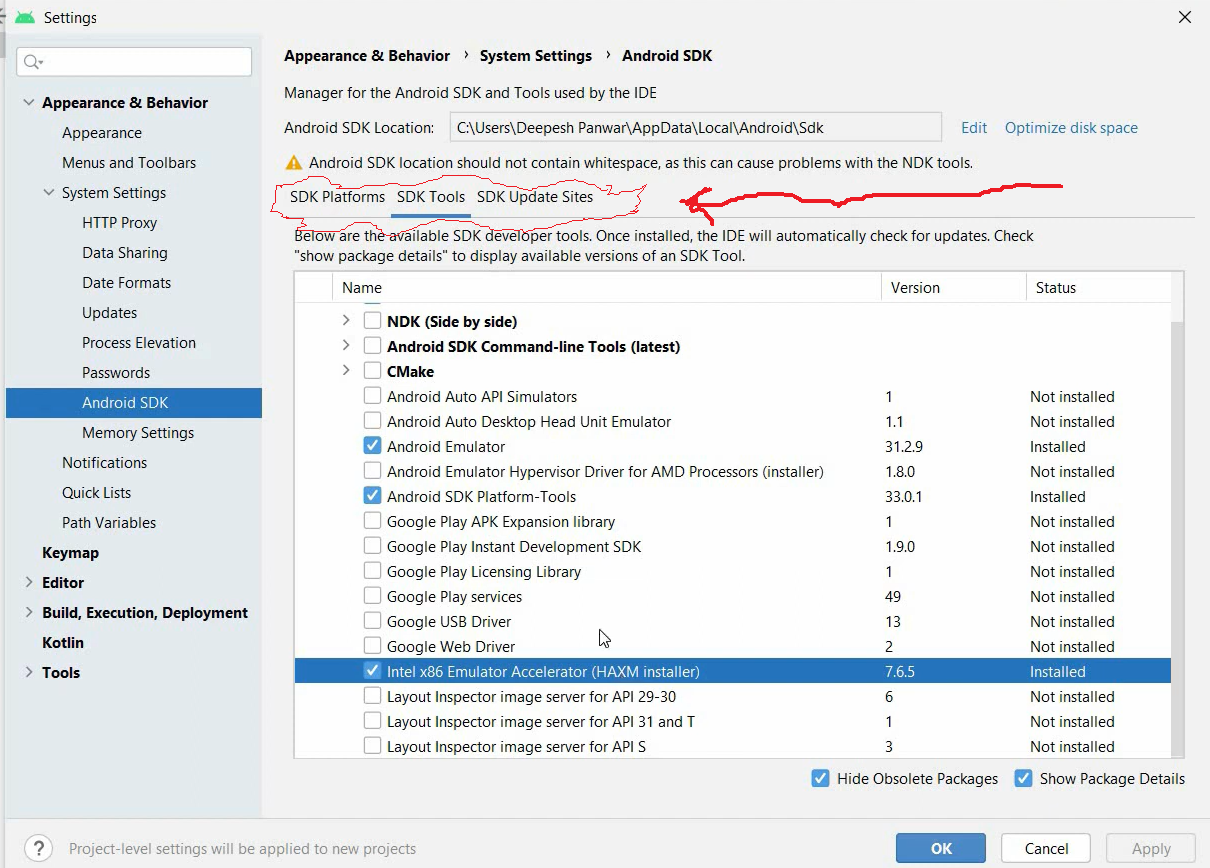 Settings
Appearance & Behavior
Appearance
Menus and Toolbars
System Settings
HTTP Proxy
Data Sharing
Date Formats
Updates
Process Elevation
Passwords
Android SDK
Memory Settings
Notifications
Quick Lists
Path Variables
Keymap
Editor
Build, Execution, Deployment
Kotlin
Tools
Appearance & Behavior › System Settings › Android SDK
Manager for the Android SDK and Tools used by the IDE
Android SDK Location: C:\Users\Deepesh Panwar\AppData\Local\Android\Sdk Edit Optimize disk space
Android SDK location should not contain whitespace, as this can cause problems with the NDK tools.
SDK Platforms SDK Tools SDK Update Sites
Below are the available SDK developer tools. Once installed, the IDE will automatically check for updates. Check
"show package details" to display available versions of an SDK Tool.
Name Version Status
NDK (Side by side)
Android SDK Command-line Tools (latest)
CMake
Android Auto API Simulators 1 Not installed
Android Auto Desktop Head Unit Emulator 1.1 Not installed
Android Emulator 31.2.9 Installed
Android Emulator Hypervisor Driver for AMD Processors (installer) 1.8.0 Not installed
Android SDK Platform-Tools 33.0.1 Installed
Google Play APK Expansion library 1 Not installed
Google Play Instant Development SDK 1.9.0 Not installed
Google Play Licensing Library 1 Not installed
Google Play services 49 Not installed
Google USB Driver 13 Not installed
Google Web Driver 2 Not installed
Intel x86 Emulator Accelerator (HAXM installer) 7.6.5 Installed
Layout Inspector image server for API 29-30 6 Not installed
Layout Inspector image server for API 31 and T 1 Not installed
Layout Inspector image server for API S 3 Not installed
Hide Obsolete Packages Show Package Details
? Project-level settings will be applied to new projects
OK Cancel Apply